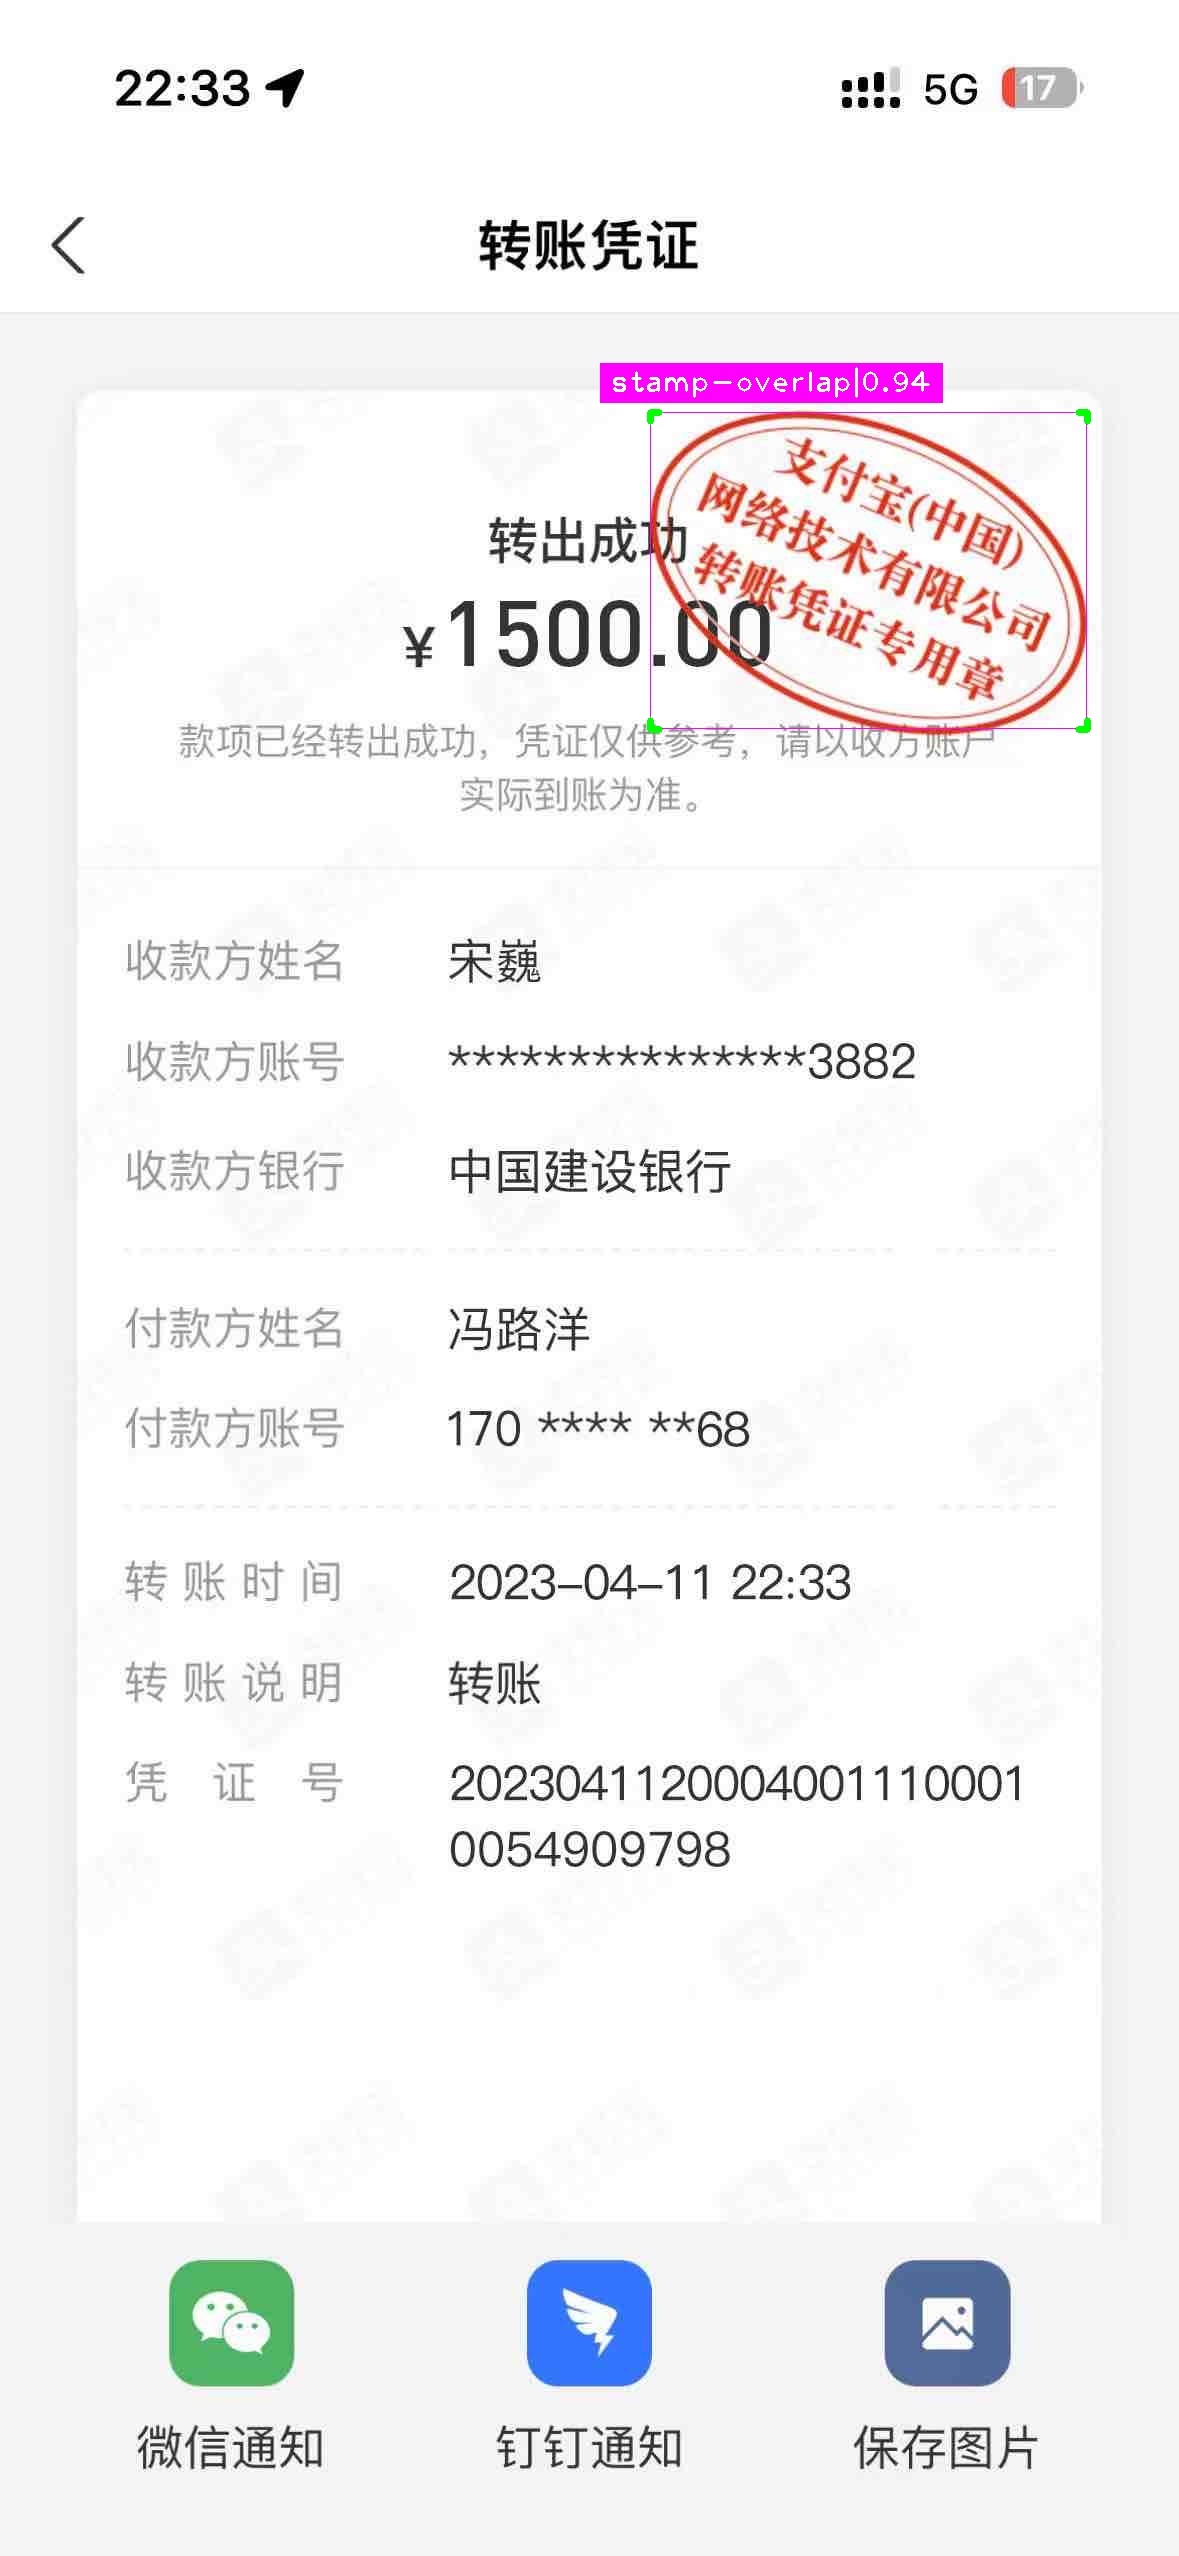 22:33
5G
17
转账凭证
stamp-overlap|0.94
支付宝(中国)
网络技术有限公司
转账凭证专用章
转出成功
¥1500.00
款项已经转出成功，凭证仅供参考，请以收方账户
实际到账为准。
收款方姓名 宋巍
收款方账号 ***************3882
收款方银行 中国建设银行
付款方姓名 冯路洋
付款方账号 170 **** **68
转账时间 2023-04-11 22:33
转账说明 转账
凭证号 2023041120004001110001
0054909798
微信通知 钉钉通知 保存图片